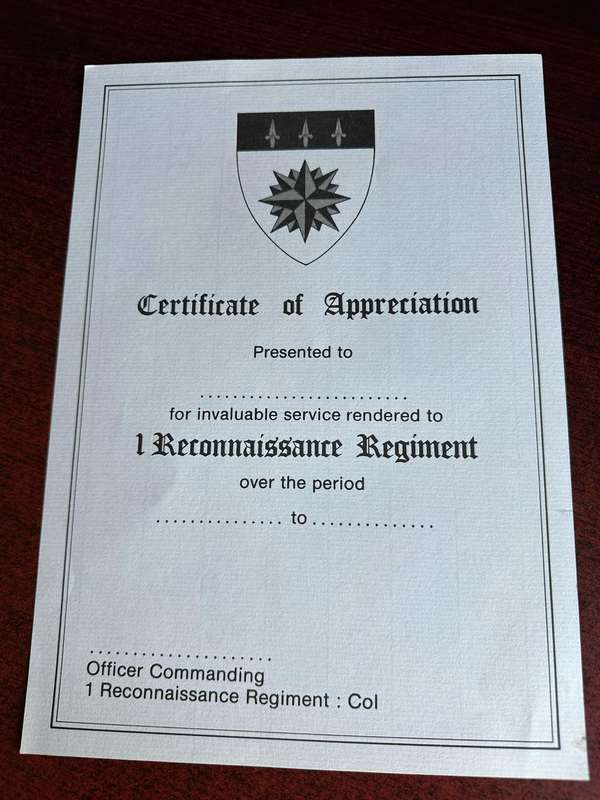 Certificate of Appreciation
Presented to
.........................
for invaluable service rendered to
1 Reconnaissance Regiment
over the period
............... to ..............
.....................
Officer Commanding
1 Reconnaissance Regiment : Col